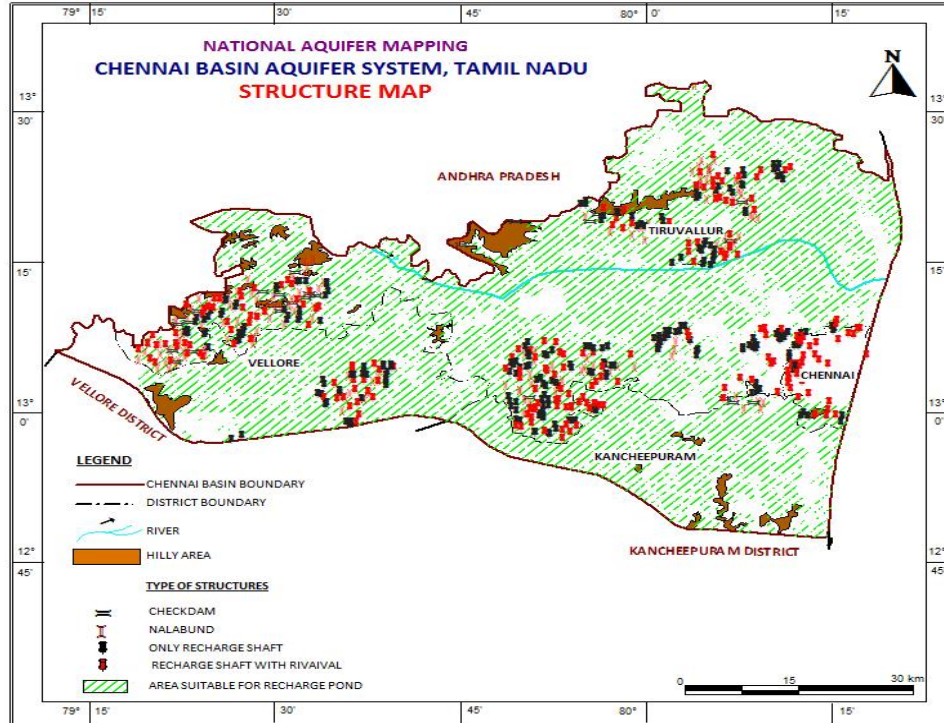 79° 15' 30' 45' 80° 0' 15'
NATIONAL AQUIFER MAPPING
CHENNAI BASIN AQUIFER SYSTEM, TAMIL NADU
STRUCTURE MAP
N
13° 30'
13° 30'
ANDHRA PRADESH
TIRUVALLUR
15'
15'
VELLORE
CHENNAI
VELLORE DISTRICT
13° 0'
13° 0'
KANCHEEPURAM
KANCHEEPURAM DISTRICT
12° 45'
12° 45'
LEGEND
CHENNAI BASIN BOUNDARY
DISTRICT BOUNDARY
RIVER
HILLY AREA
TYPE OF STRUCTURES
CHECKDAM
NALABUND
ONLY RECHARGE SHAFT
RECHARGE SHAFT WITH RIVAIVAL
AREA SUITABLE FOR RECHARGE POND
0 15 30 km
79° 15' 30' 45' 80° 0' 15'